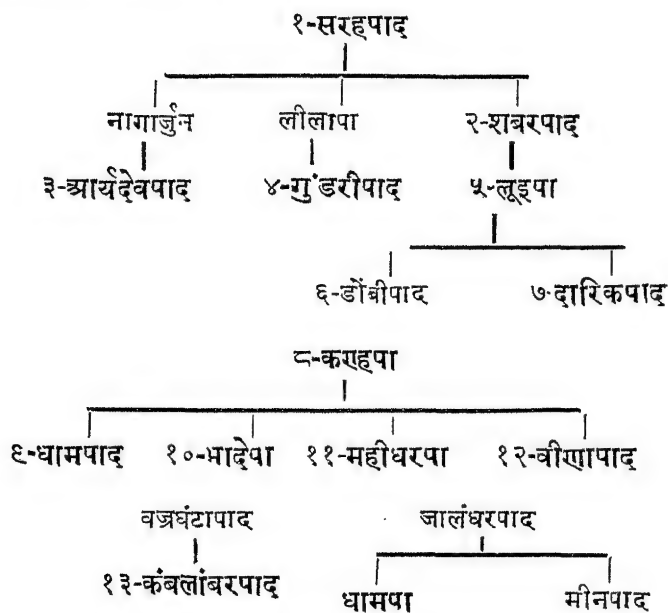 १-सरहपाद
नागार्जुन लीलापा २-शबरपाद
३-आर्यदेवपाद ४-गुंडरीपाद ५-लूइपा
६-डोंबीपाद ७-दारिकपाद
८-कण्हपा
९-धामपाद १०-भादेपा ११-महीधरपा १२-वीणापाद
वज्रघंटापाद जालंधरपाद
१३-कंबलांबरपाद धामपा मीनपाद